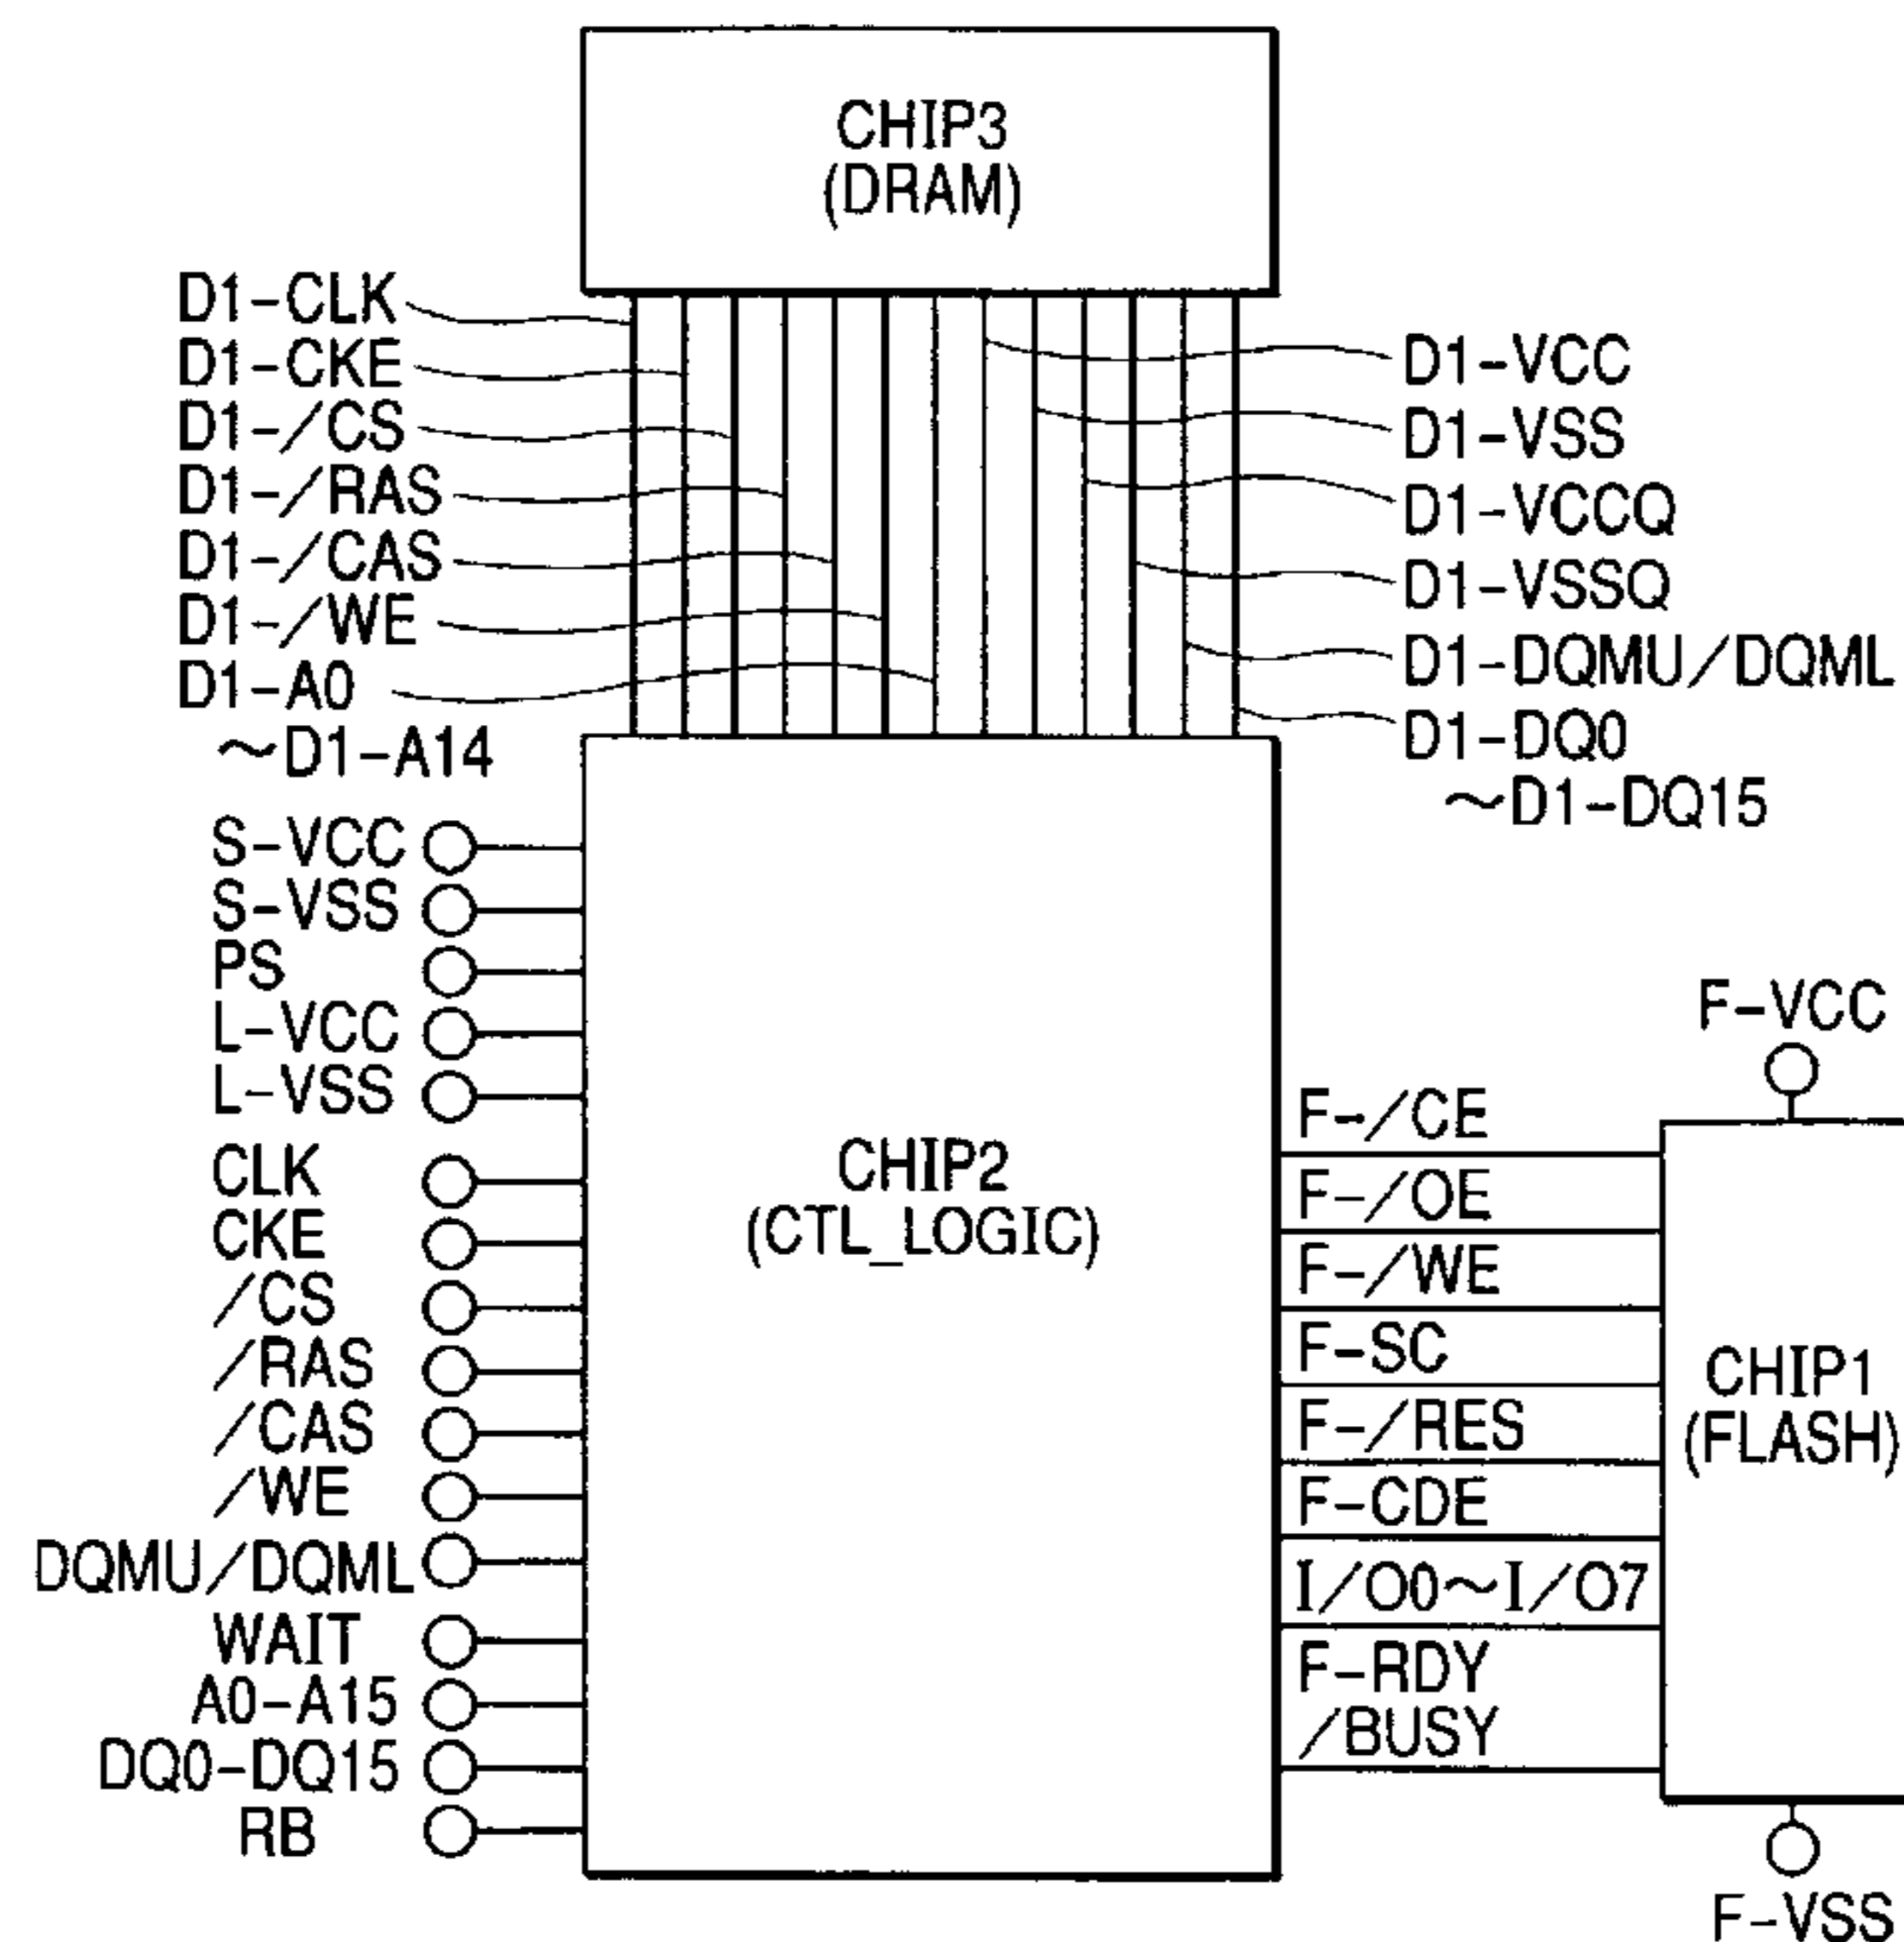 CHIP3
(DRAM)
D1-CLK
D1-CKE
D1-/CS
D1-/RAS
D1-/CAS
D1-/WE
D1-A0
~D1-A14
D1-VCC
D1-VSS
D1-VCCQ
D1-VSSQ
D1-DQMU/DQML
D1-DQ0
~D1-DQ15
S-VCC
S-VSS
PS
L-VCC
L-VSS
CLK
CKE
/CS
/RAS
/CAS
/WE
DQMU/DQML
WAIT
A0-A15
DQ0-DQ15
RB
CHIP2
(CTL_LOGIC)
F-/CE
F-/OE
F-/WE
F-SC
F-/RES
F-CDE
I/O0~I/O7
F-RDY
/BUSY
F-VCC
CHIP1
(FLASH)
F-VSS